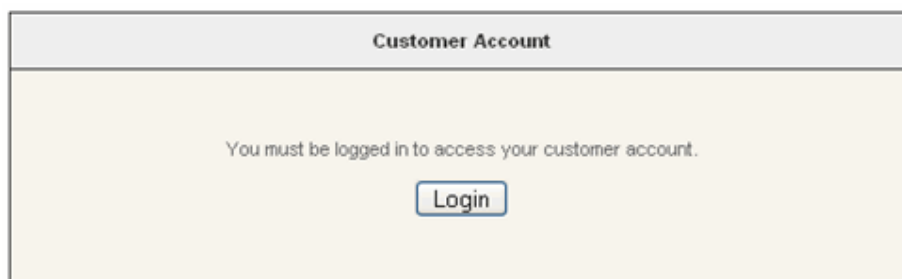 Customer Account
You must be logged in to access your customer account.
Login